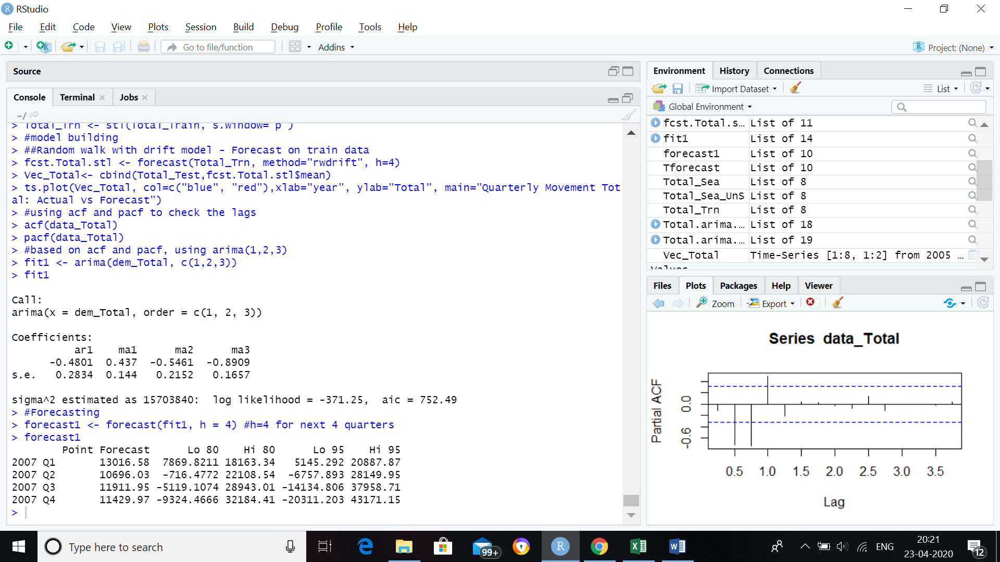 RStudio
File Edit Code View Plots Session Build Debug Profile Tools Help
Go to file/function Addins Project: (None)
Source
Console Terminal Jobs
~/
> Total_Trn <- stl(Total_Train, s.window="p")
> #model building
> ##Random walk with drift model - Forecast on train data
> fcst.Total.stl <- forecast(Total_Trn, method="rwdrift", h=4)
> Vec_Total<- cbind(Total_Test,fcst.Total.stl$mean)
> ts.plot(Vec_Total, col=c("blue", "red"),xlab="year", ylab="Total", main="Quarterly Movement Tot
al: Actual vs Forecast")
> #using acf and pacf to check the lags
> acf(data_Total)
> pacf(data_Total)
> #based on acf and pacf, using arima(1,2,3)
> fit1 <- arima(dem_Total, c(1,2,3))
> fit1
Call:
arima(x = dem_Total, order = c(1, 2, 3))
Coefficients:
ar1 ma1 ma2 ma3
-0.4801 0.437 -0.5461 -0.8909
s.e. 0.2834 0.144 0.2152 0.1657
sigma^2 estimated as 15703840: log likelihood = -371.25, aic = 752.49
> #Forecasting
> forecast1 <- forecast(fit1, h = 4) #h=4 for next 4 quarters
> forecast1
Point Forecast Lo 80 Hi 80 Lo 95 Hi 95
2007 Q1 13016.58 7869.8211 18163.34 5145.292 20887.87
2007 Q2 10696.03 -716.4772 22108.54 -6757.893 28149.95
2007 Q3 11911.95 -5119.1074 28943.01 -14134.806 37958.71
2007 Q4 11429.97 -9324.4666 32184.41 -20311.203 43171.15
>
Environment History Connections
Import Dataset List
Global Environment
fcst.Total.s… List of 11
fit1 List of 14
forecast1 List of 10
Tforecast List of 10
Total_Sea List of 8
Total_Sea_UnS List of 8
Total_Trn List of 8
Total.arima.… List of 18
Total.arima.… List of 19
Vec_Total Time-Series [1:8, 1:2] from 2005 …
Values
Files Plots Packages Help Viewer
Zoom Export
Series data_Total
Partial ACF
0.0
-0.6
0.5 1.0 1.5 2.0 2.5 3.0 3.5
Lag
Type here to search
99+
ENG
20:21
23-04-2020
12